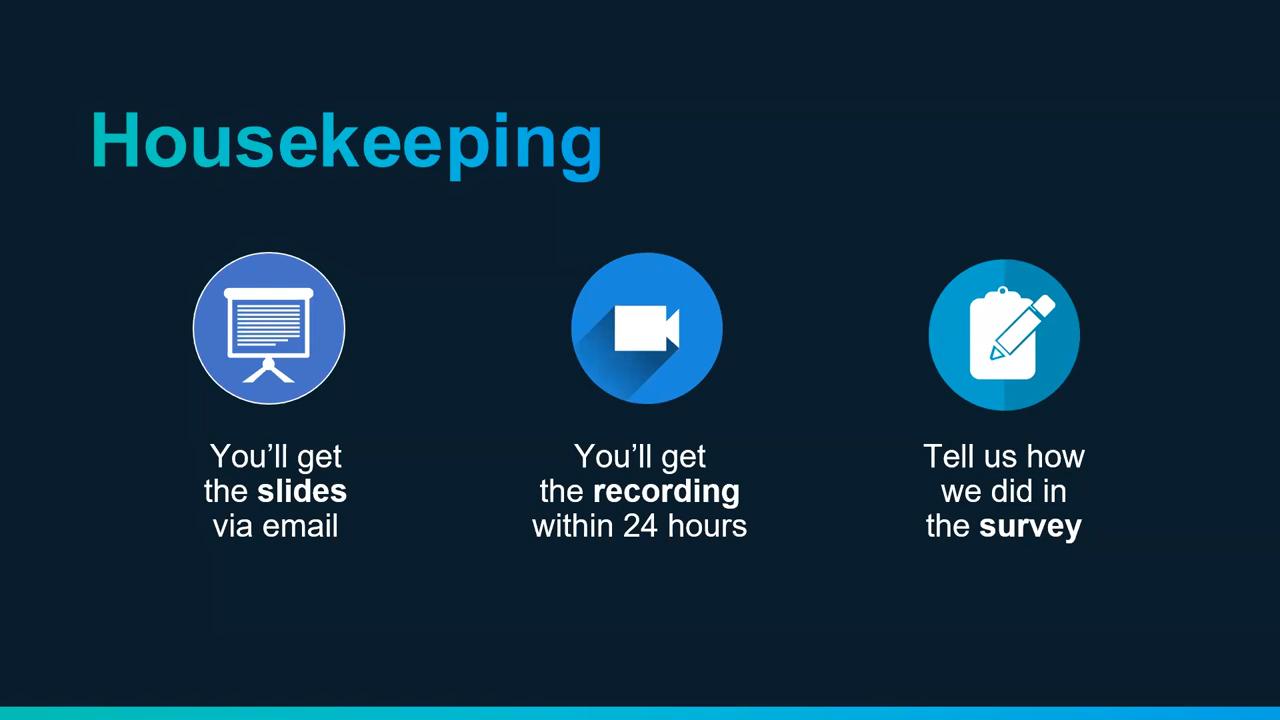 Housekeeping
You’ll get
the slides
via email
You’ll get
the recording
within 24 hours
Tell us how
we did in
the survey